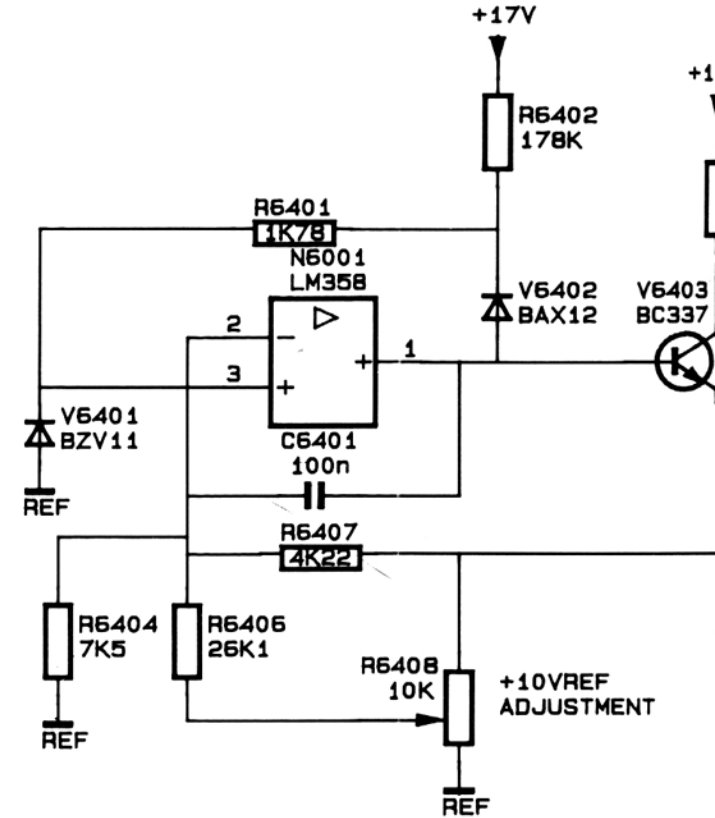 +17V
+1
R6402
178K
R6401
1K78
N6001
LM358
V6402
BAX12
V6403
BC337
2
-
+
1
3
+
V6401
BZV11
C6401
100n
REF
R6407
4K22
R6404
7K5
R6406
26K1
R6408
10K
+10VREF
ADJUSTMENT
REF
REF